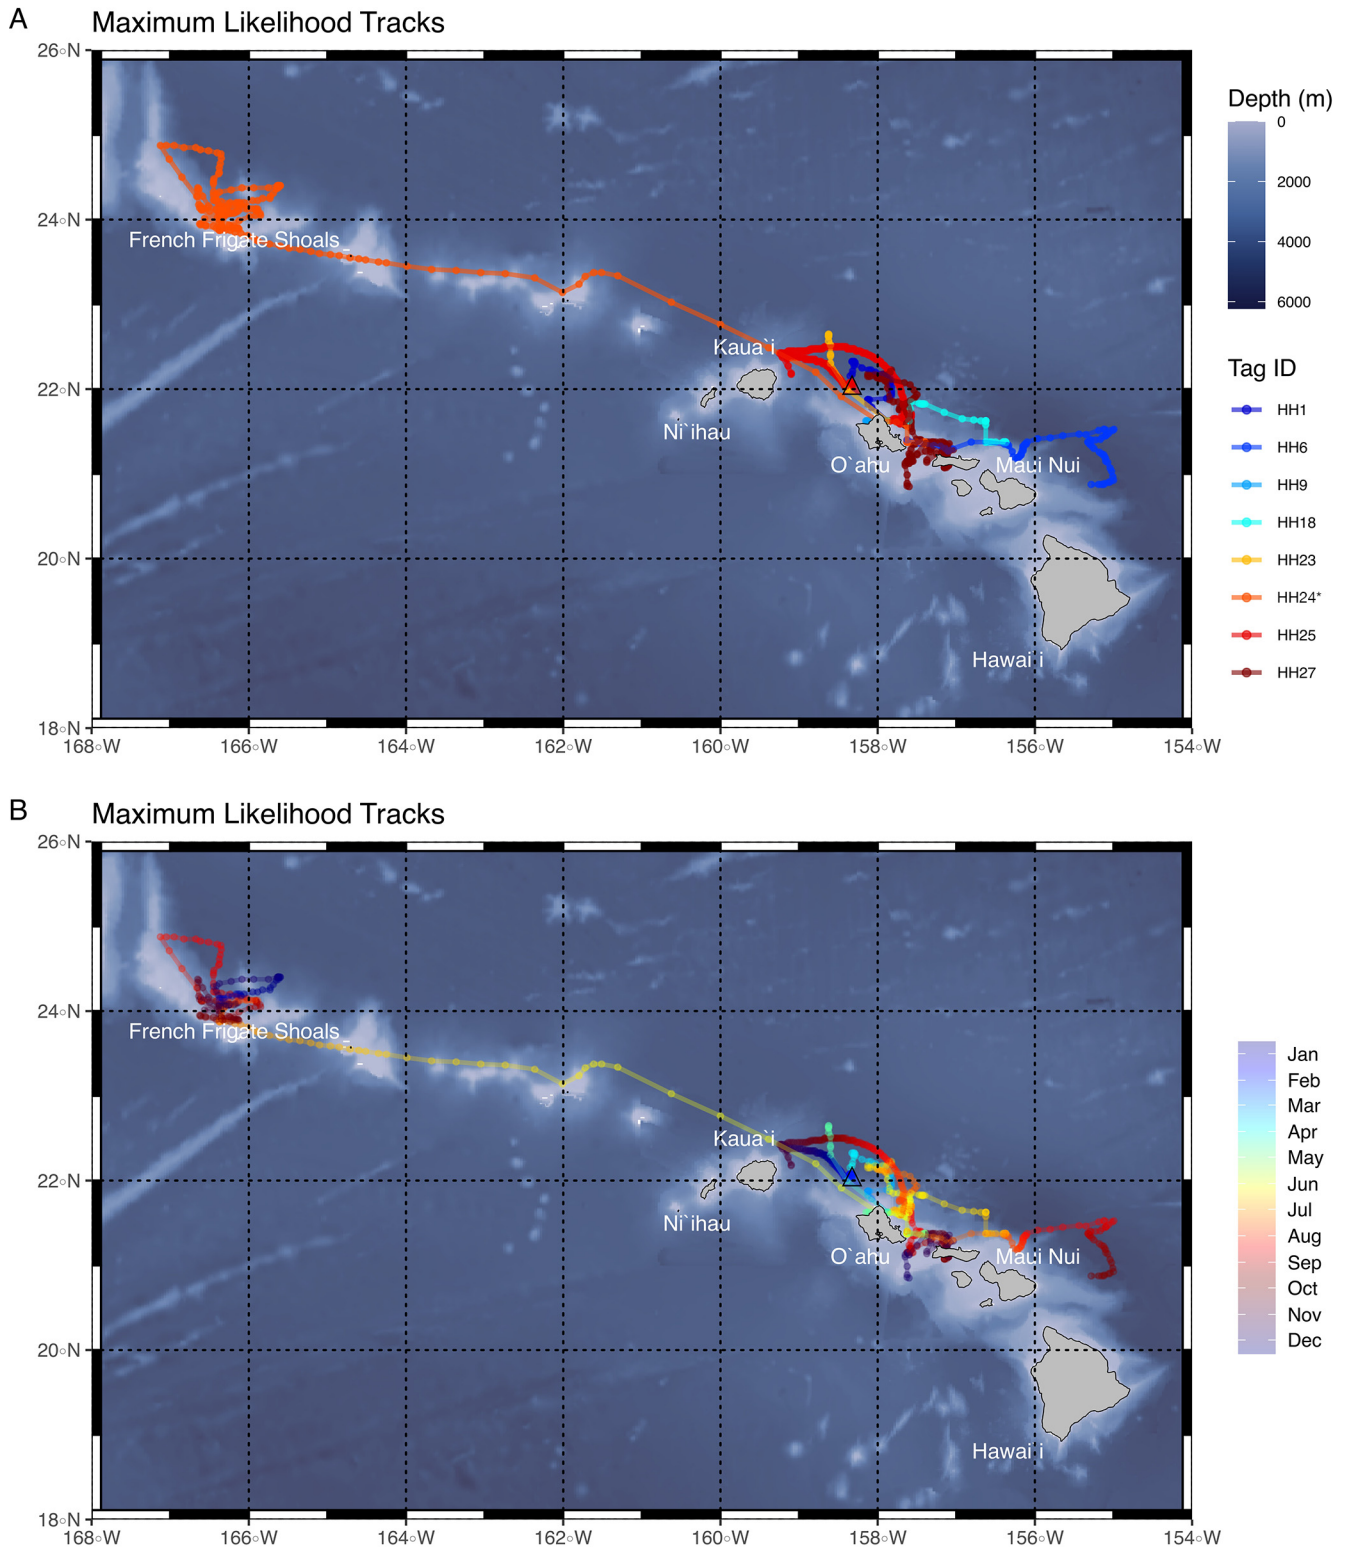 A
Maximum Likelihood Tracks
26°N
24°N
22°N
20°N
18°N
168°W
166°W
164°W
162°W
160°W
158°W
156°W
154°W
French Frigate Shoals
Kaua`i
Ni`ihau
O`ahu
Maui Nui
Hawai i
Depth (m)
0
2000
4000
6000
Tag ID
HH1
HH6
HH9
HH18
HH23
HH24*
HH25
HH27
B
Maximum Likelihood Tracks
26°N
24°N
22°N
20°N
18°N
168°W
166°W
164°W
162°W
160°W
158°W
156°W
154°W
French Frigate Shoals
Kaua`i
Ni`ihau
O`ahu
Maui Nui
Hawai i
Jan
Feb
Mar
Apr
May
Jun
Jul
Aug
Sep
Oct
Nov
Dec